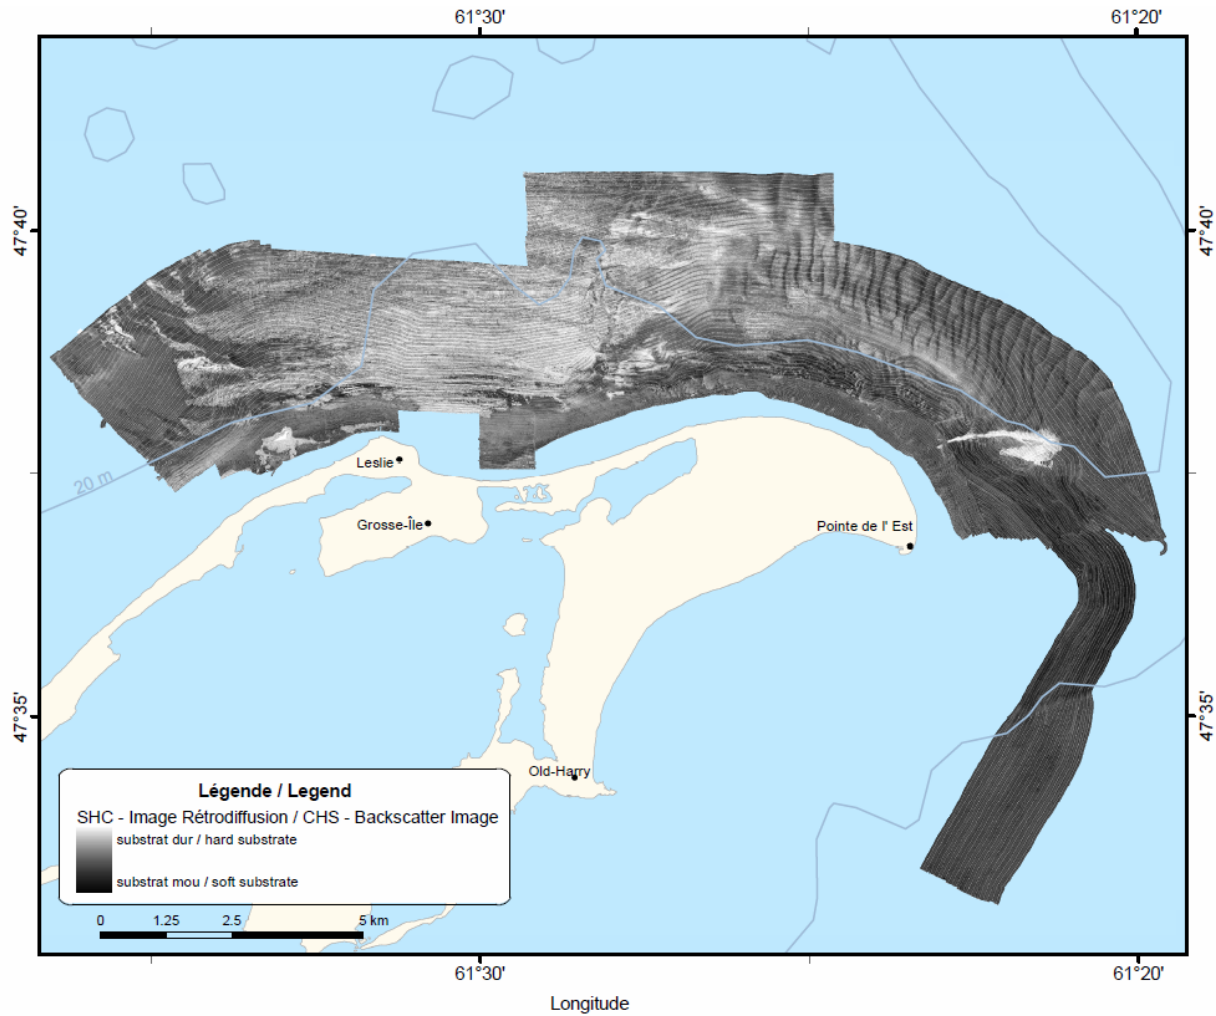 61°30'
61°20'
47°40'
47°40'
20 m
Leslie
Grosse-Île
Pointe de l' Est
47°35'
47°35'
Old-Harry
Légende / Legend
SHC - Image Rétrodiffusion / CHS - Backscatter Image
substrat dur / hard substrate
substrat mou / soft substrate
0 1.25 2.5 5 km
61°30'
61°20'
Longitude